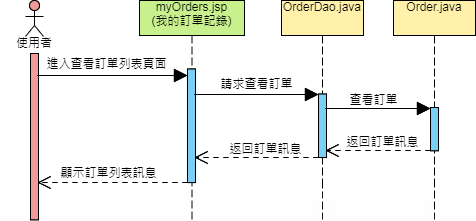 myOrders.jsp
(我的訂單記錄)
OrderDao.java
Order.java
使用者
進入查看訂單列表頁面
請求查看訂單
查看訂單
返回訂單訊息
返回訂單訊息
顯示訂單列表訊息